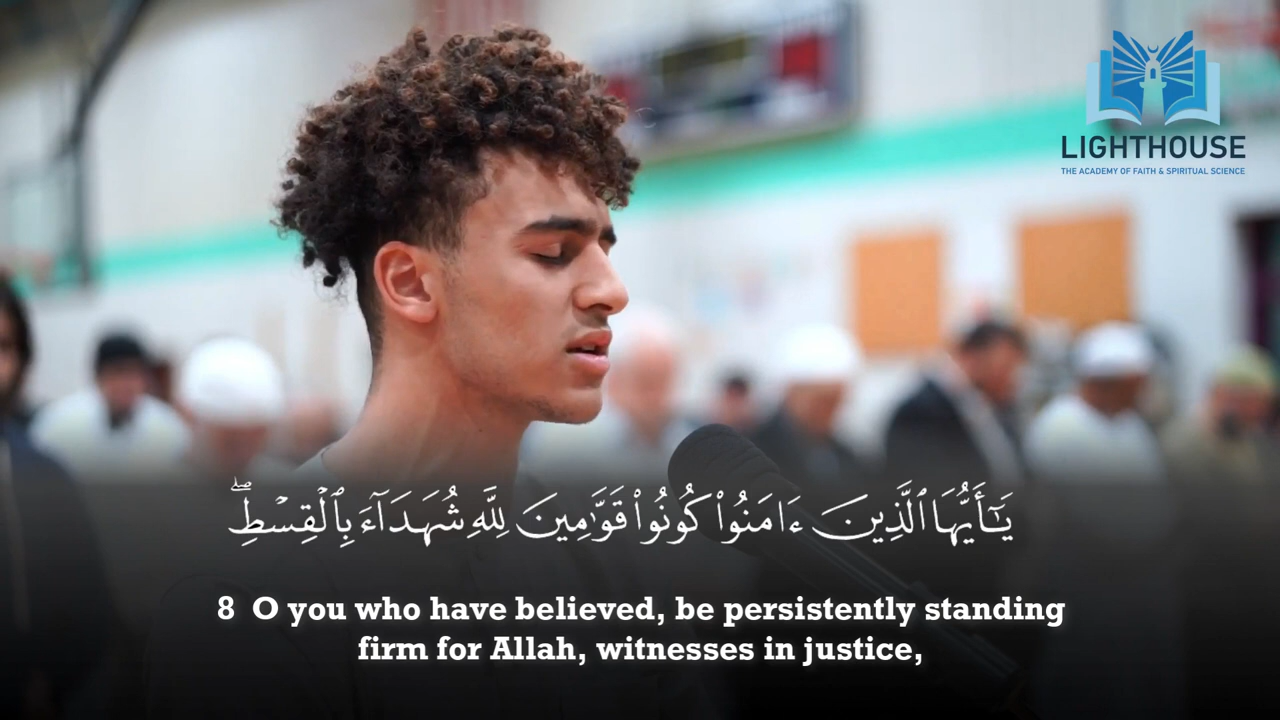 LIGHTHOUSE
THE ACADEMY OF FAITH & SPIRITUAL SCIENCE
يَٰٓأَيُّهَا ٱلَّذِينَ ءَامَنُوا۟ كُونُوا۟ قَوَّٰمِينَ لِلَّهِ شُهَدَآءَ بِٱلْقِسْطِ ۖ
8 O you who have believed, be persistently standing
firm for Allah, witnesses in justice,